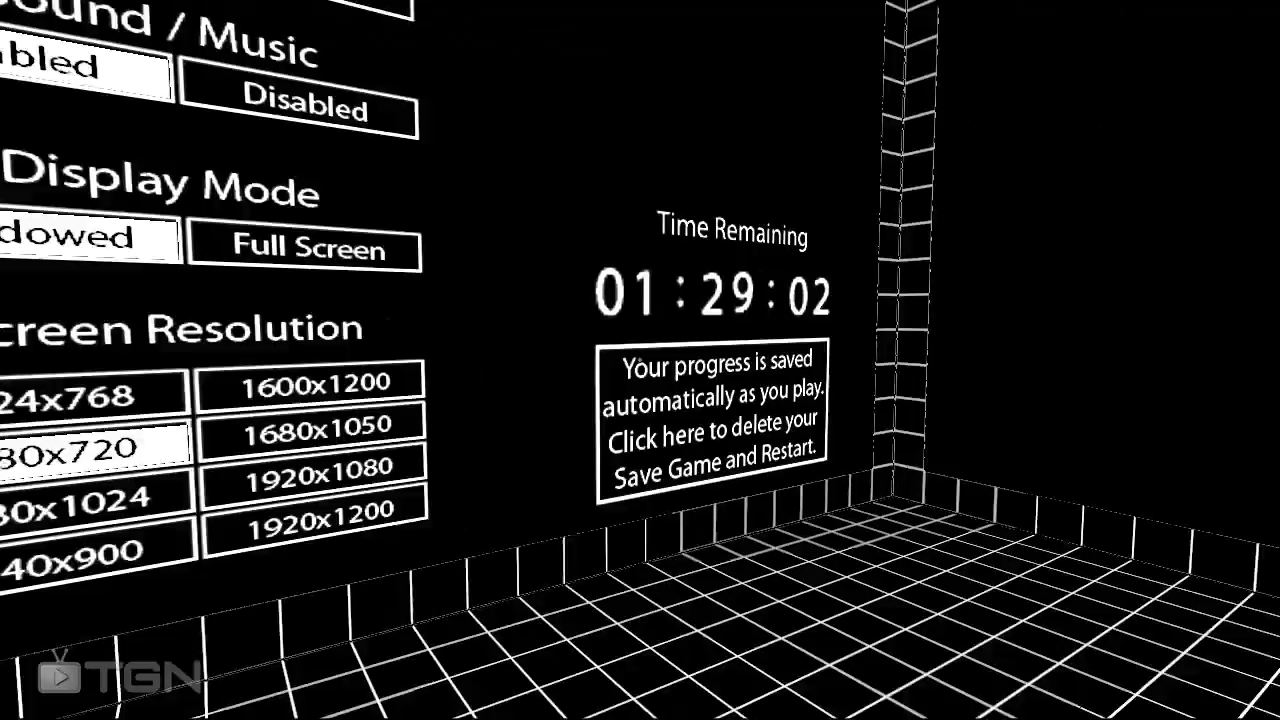 ound / Music
bled
Disabled
Display Mode
dowed
Full Screen
creen Resolution
24x768
1600x1200
80x720
1680x1050
80x1024
1920x1080
40x900
1920x1200
Time Remaining
01:29:02
Your progress is saved
automatically as you play.
Click here to delete your
Save Game and Restart.
TGN